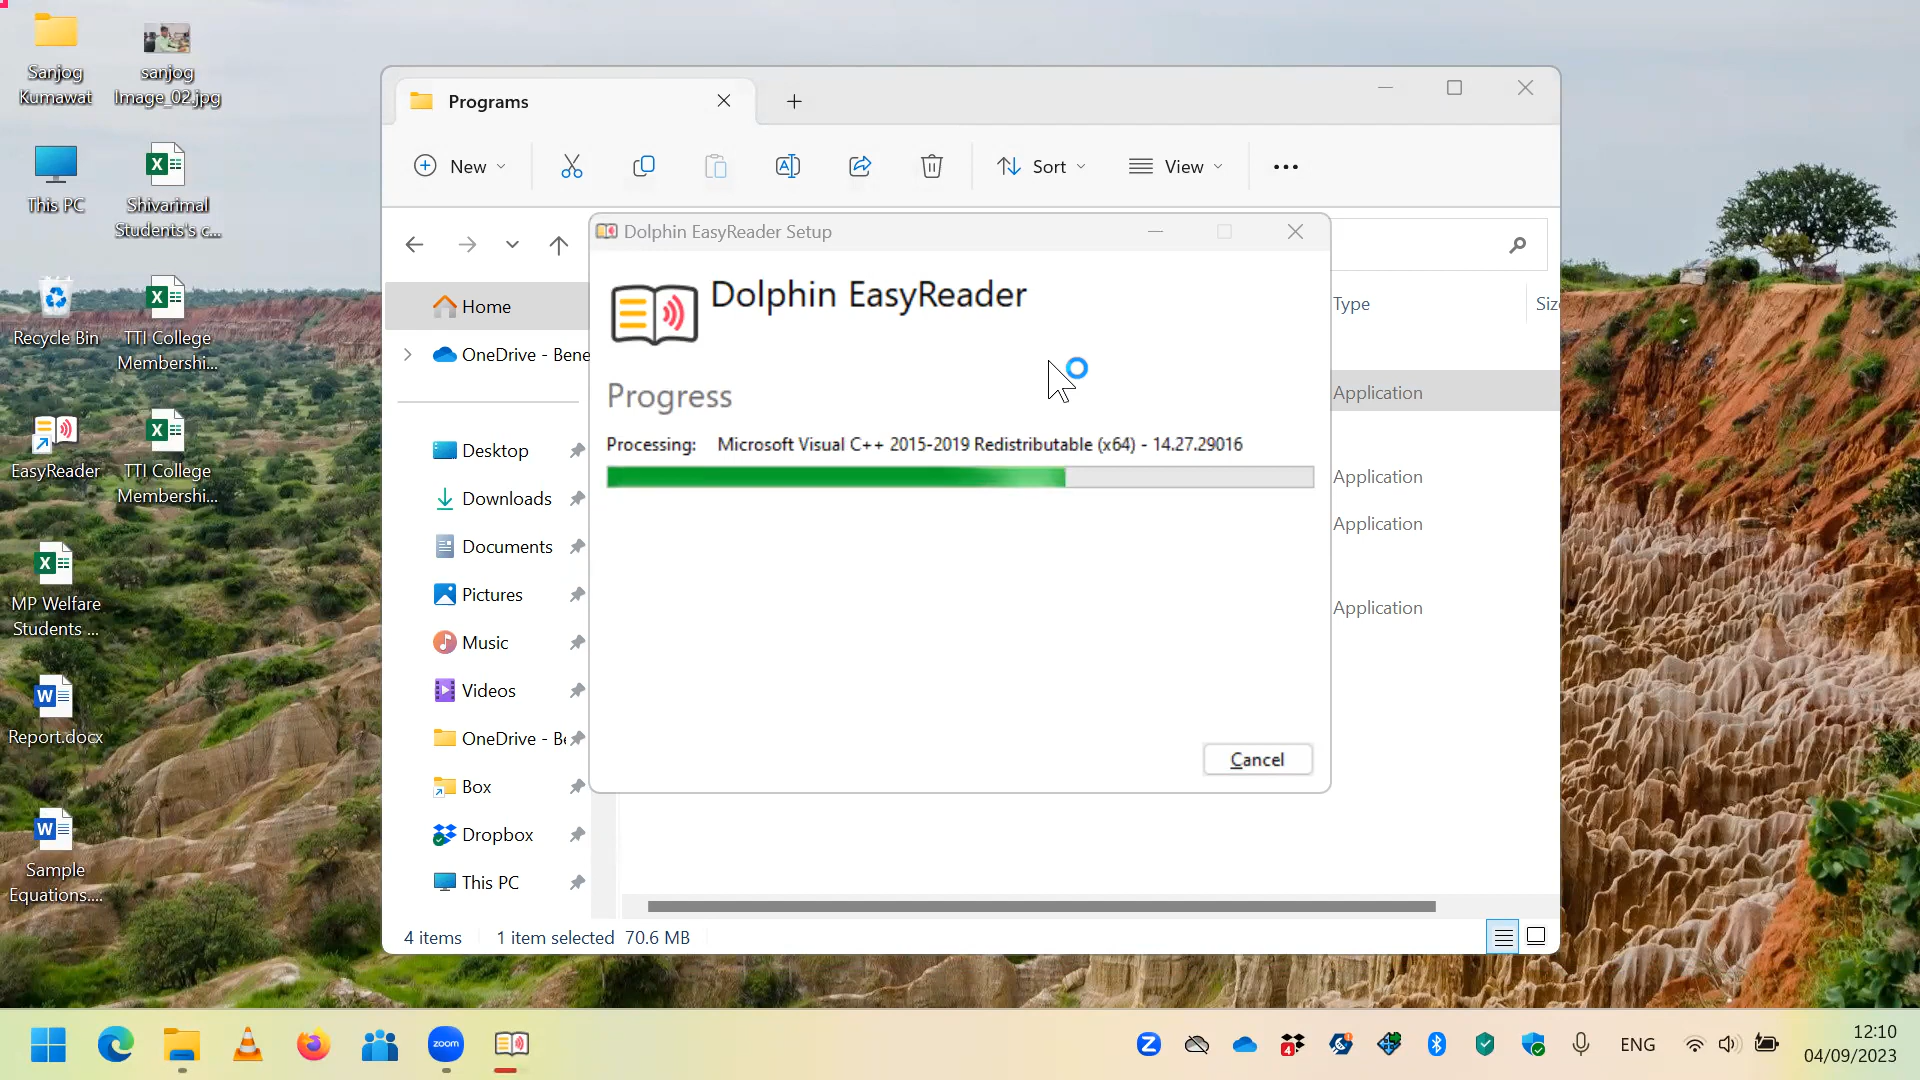 Sanjog
Kumawat
sanjog
Image_02.jpg
This PC
Shivarimal
Students's c...
Recycle Bin
TTI College
Membershi...
EasyReader
TTI College
Membershi...
MP Welfare
Students ...
Report.docx
Sample
Equations....
Programs
New
Sort
View
Home
OneDrive - Bene
Desktop
Downloads
Documents
Pictures
Music
Videos
OneDrive - Be
Box
Dropbox
This PC
Type
Size
Application
Application
Application
Application
4 items
1 item selected 70.6 MB
Dolphin EasyReader Setup
Dolphin EasyReader
Progress
Processing: Microsoft Visual C++ 2015-2019 Redistributable (x64) - 14.27.29016
Cancel
zoom
Z
4
ENG
12:10
04/09/2023